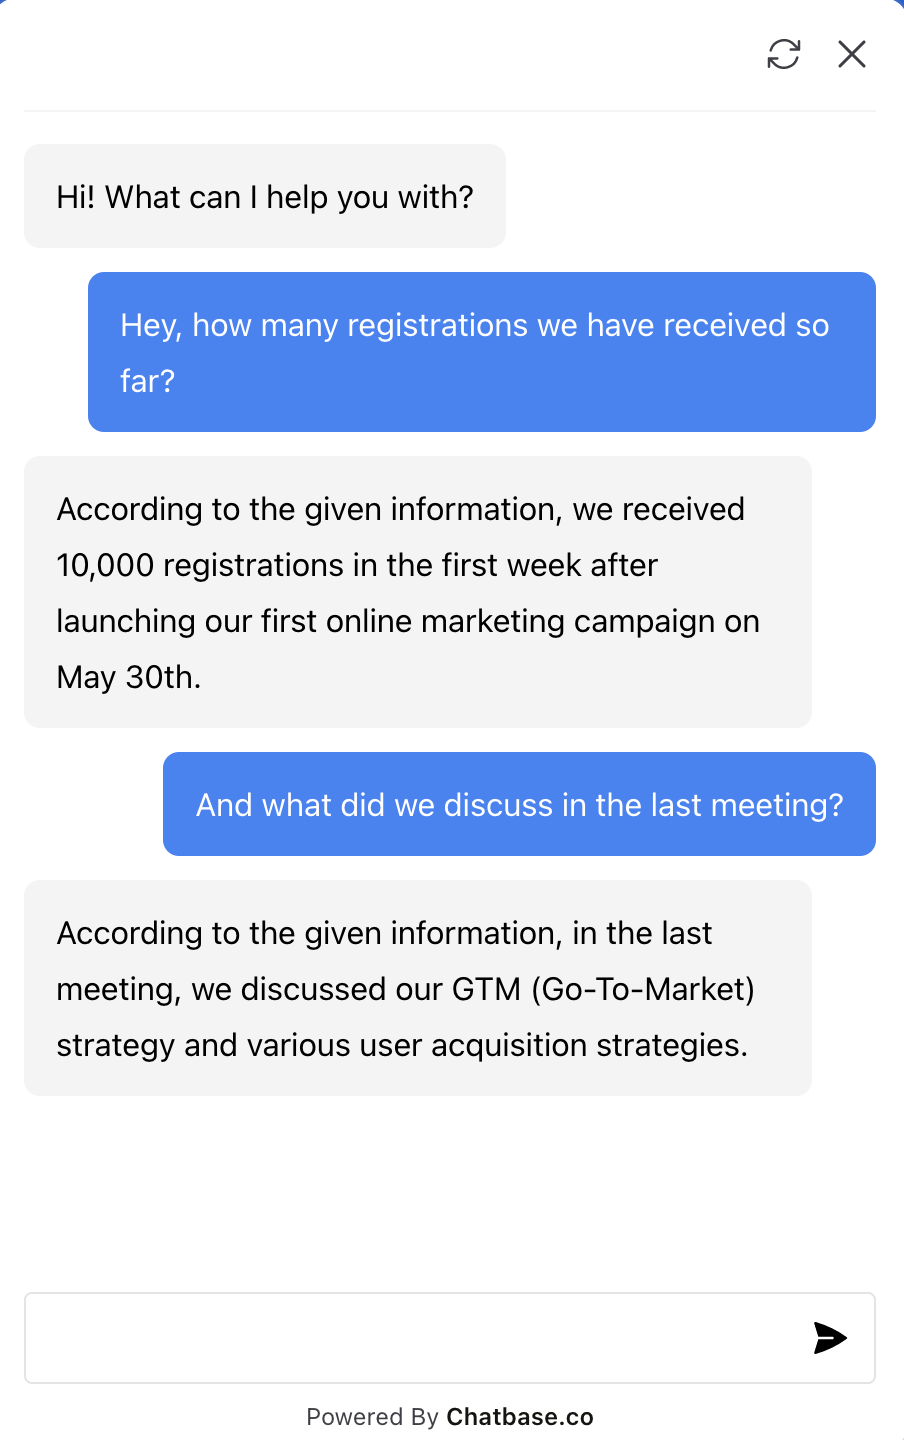 Hi! What can I help you with?
Hey, how many registrations we have received so
far?
According to the given information, we received
10,000 registrations in the first week after
launching our first online marketing campaign on
May 30th.
And what did we discuss in the last meeting?
According to the given information, in the last
meeting, we discussed our GTM (Go-To-Market)
strategy and various user acquisition strategies.
Powered By Chatbase.co